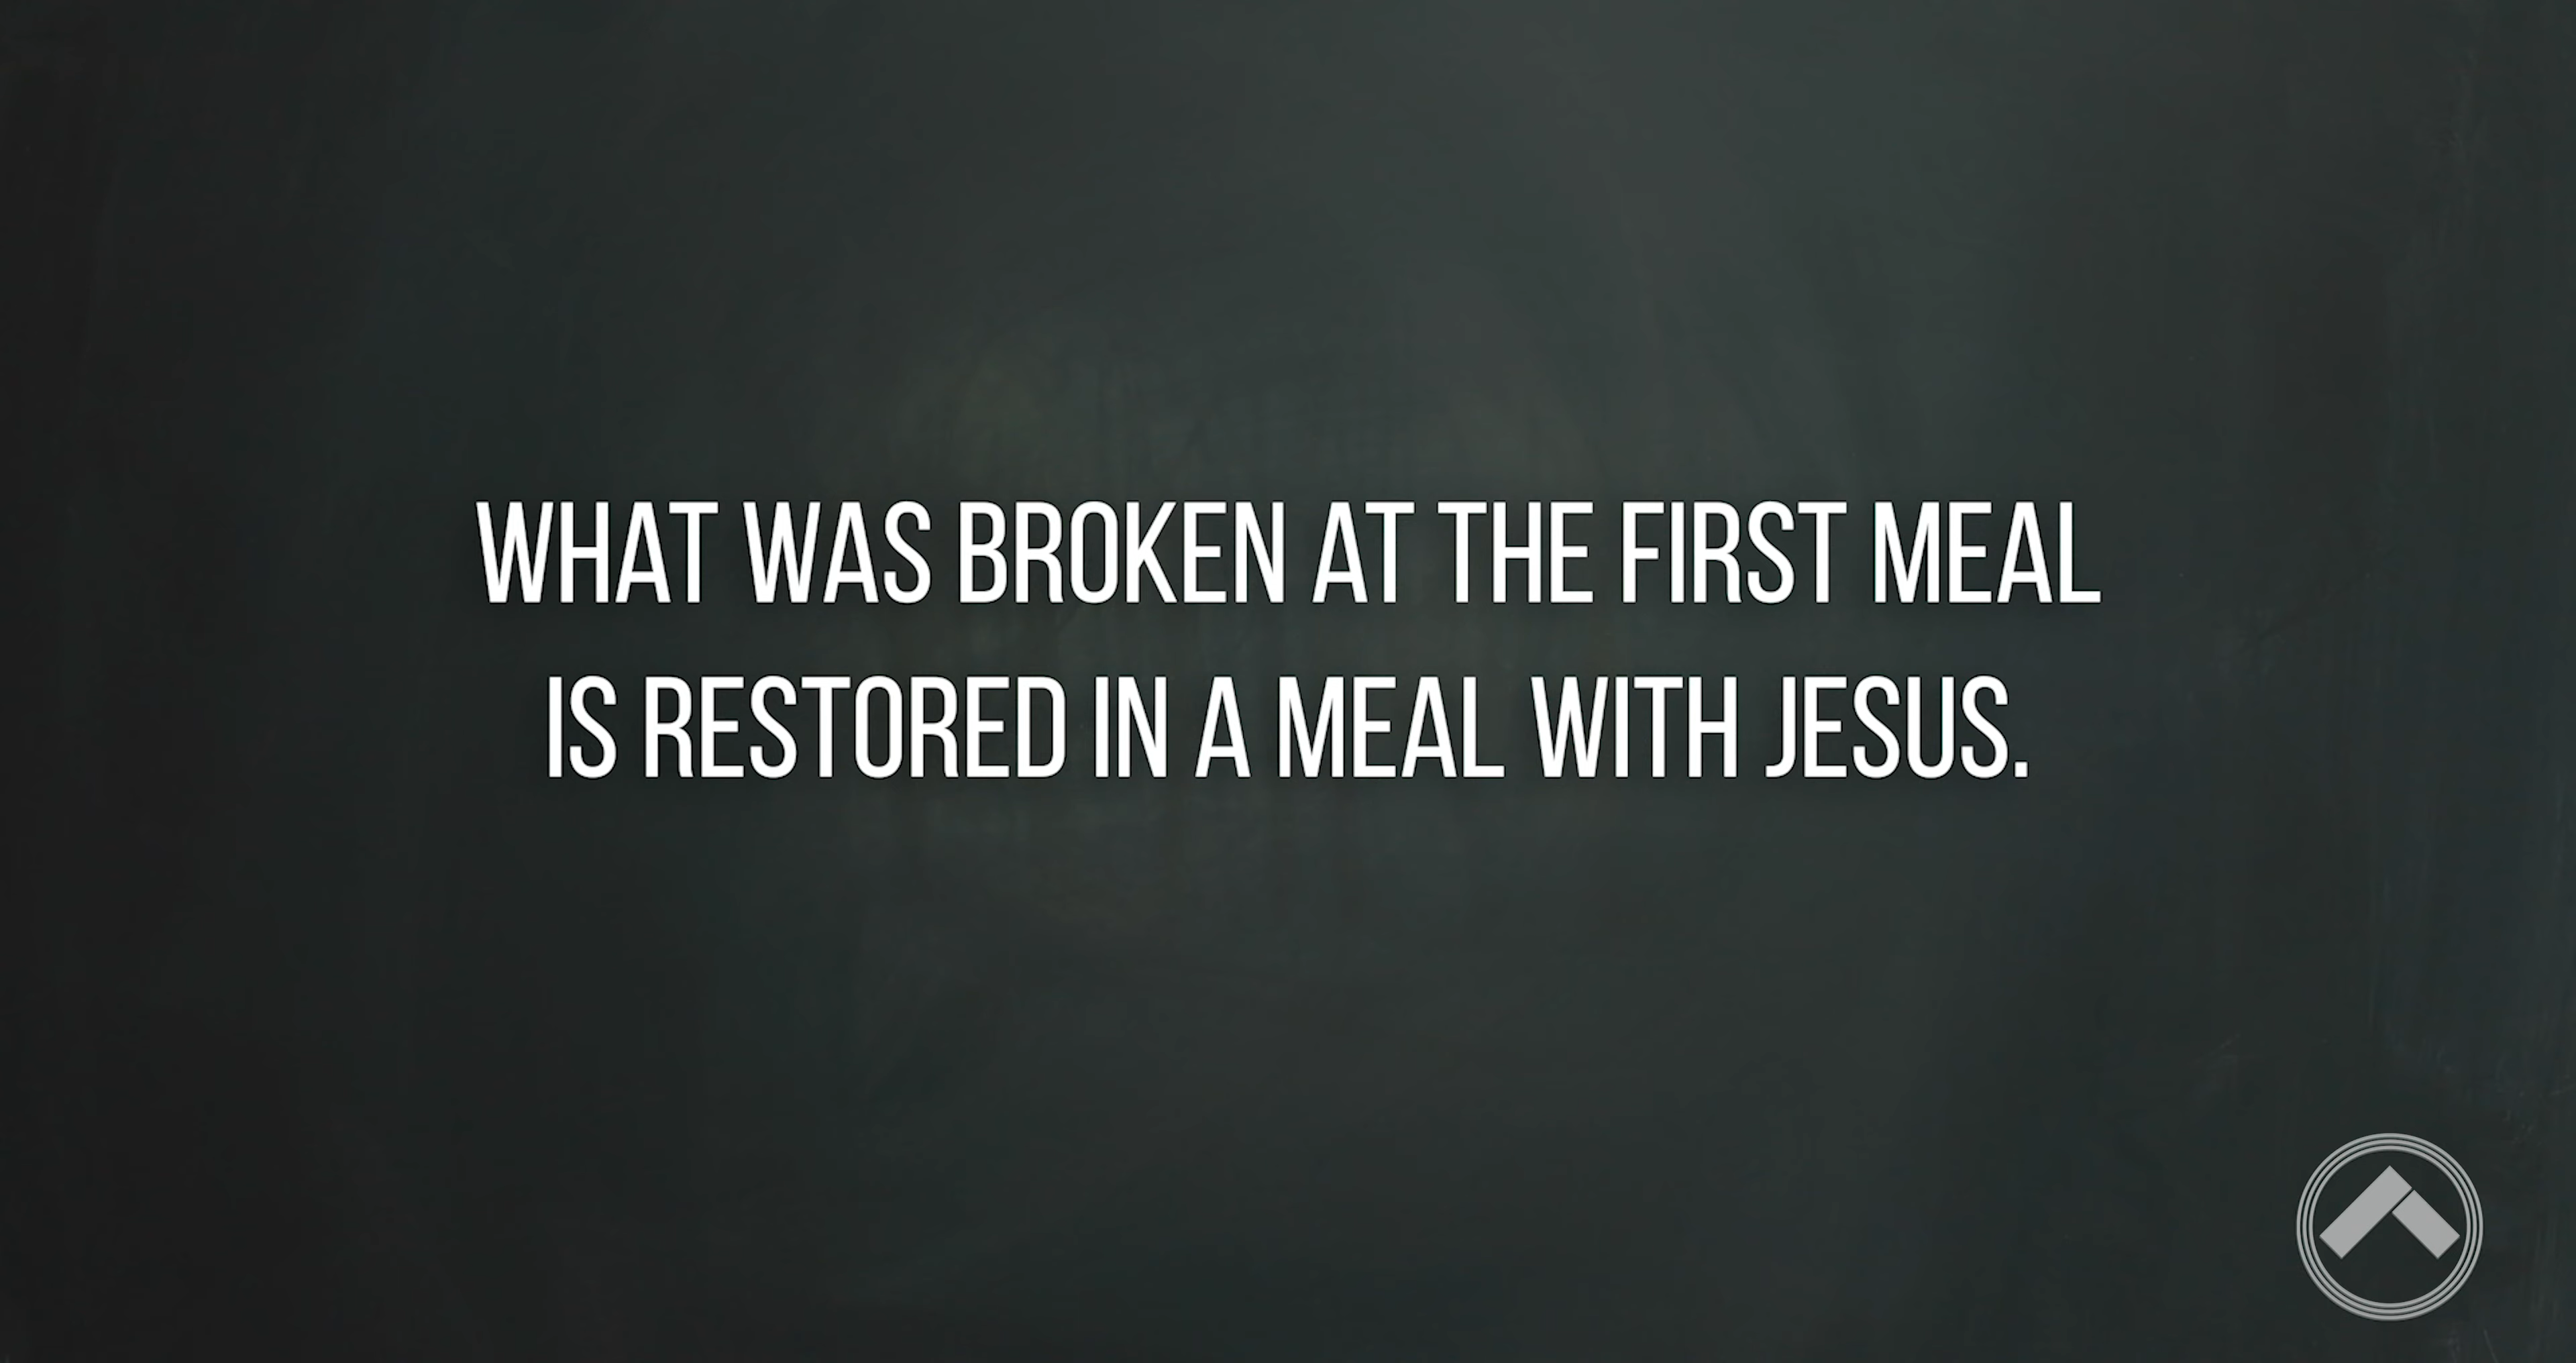 WHAT WAS BROKEN AT THE FIRST MEAL
IS RESTORED IN A MEAL WITH JESUS.